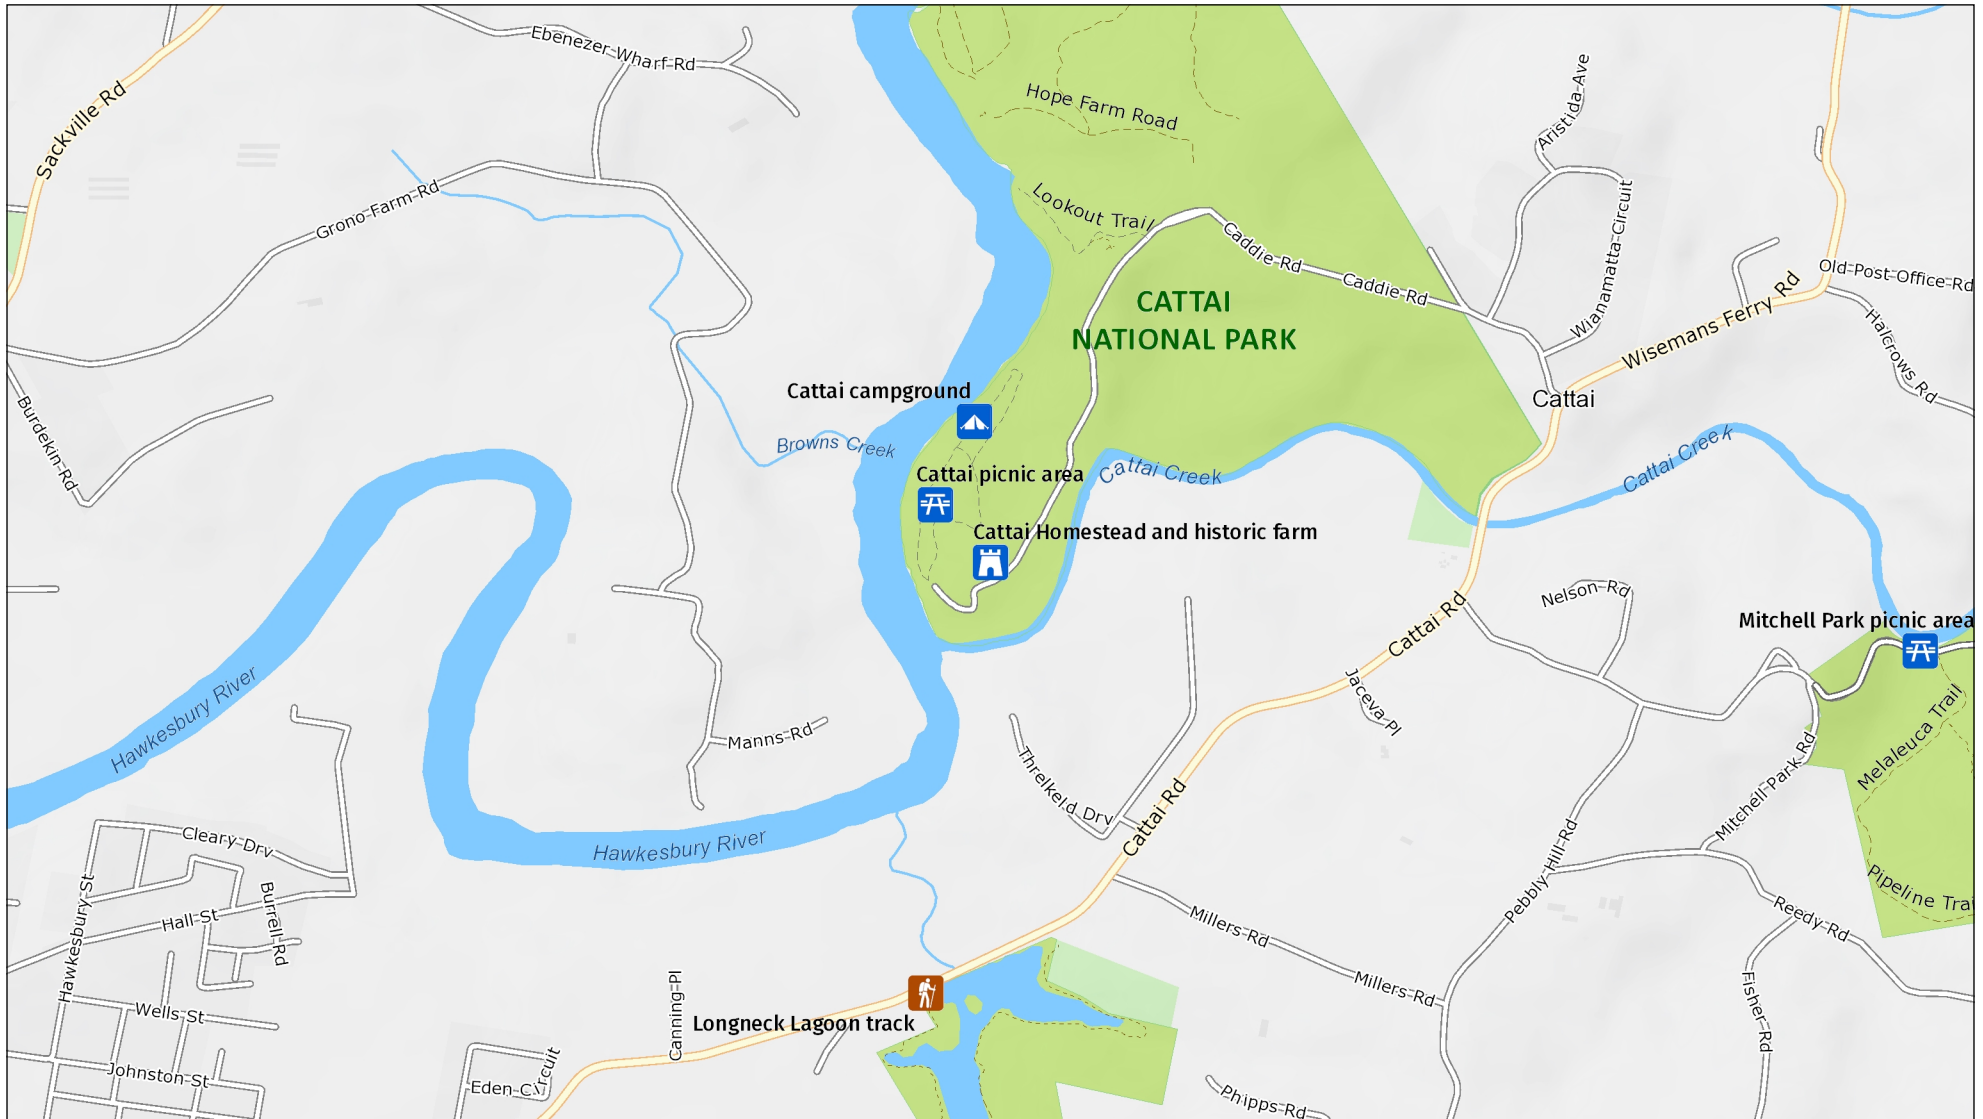 Ebenezer Wharf Rd
Sackville Rd
Hope Farm Road
Aristida Ave
Grono Farm Rd
Lookout Trail
Caddie Rd
Caddie Rd
Wianamatta Circuit
Old Post Office Rd
CATTAI
NATIONAL PARK
Wisemans Ferry Rd
Halcrows Rd
Cattai campground
Cattai
Burdekin Rd
Browns Creek
Cattai picnic area
Cattai Creek
Cattai Creek
Cattai Homestead and historic farm
Nelson Rd
Cattai Rd
Mitchell Park picnic area
Hawkesbury River
Jaceva Pl
Manns Rd
Melaleuca Trail
Threlkeld Drv
Mitchell Park Rd
Cattai Rd
Cleary Drv
Hawkesbury River
Pebbly Hill Rd
Pipeline Trai
Hawkesbury St
Hall St
Burrell Rd
Millers Rd
Reedy Rd
Millers Rd
Wells St
Canning Pl
Longneck Lagoon track
Fisher Rd
Johnston St
Eden Circuit
Phipps Rd